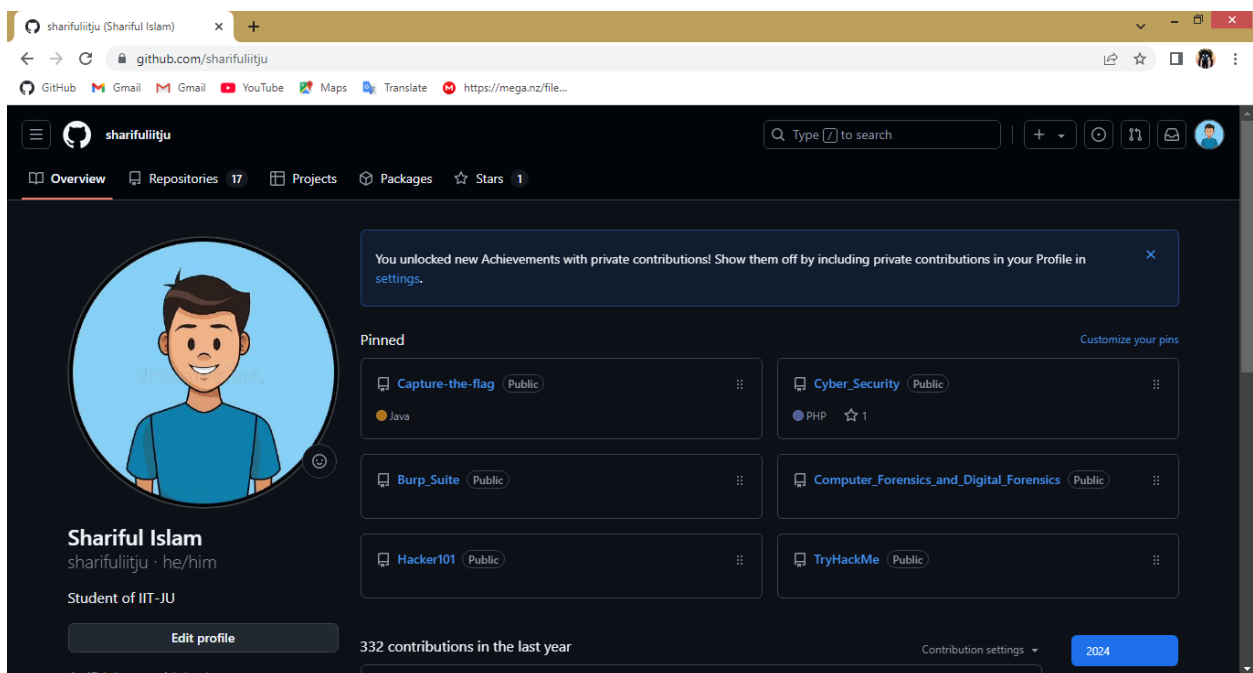 sharifuliitju (Shariful Islam)
github.com/sharifuliitju
GitHub Gmail Gmail YouTube Maps Translate https://mega.nz/file...
sharifuliitju Type / to search
Overview Repositories 17 Projects Packages Stars 1
You unlocked new Achievements with private contributions! Show them off by including private contributions in your Profile in
settings.
Pinned Customize your pins
Capture-the-flag Public
Java
Cyber_Security Public
PHP 1
Burp_Suite Public
Computer_Forensics_and_Digital_Forensics Public
Hacker101 Public
TryHackMe Public
Shariful Islam
sharifuliitju · he/him
Student of IIT-JU
Edit profile
332 contributions in the last year Contribution settings 2024